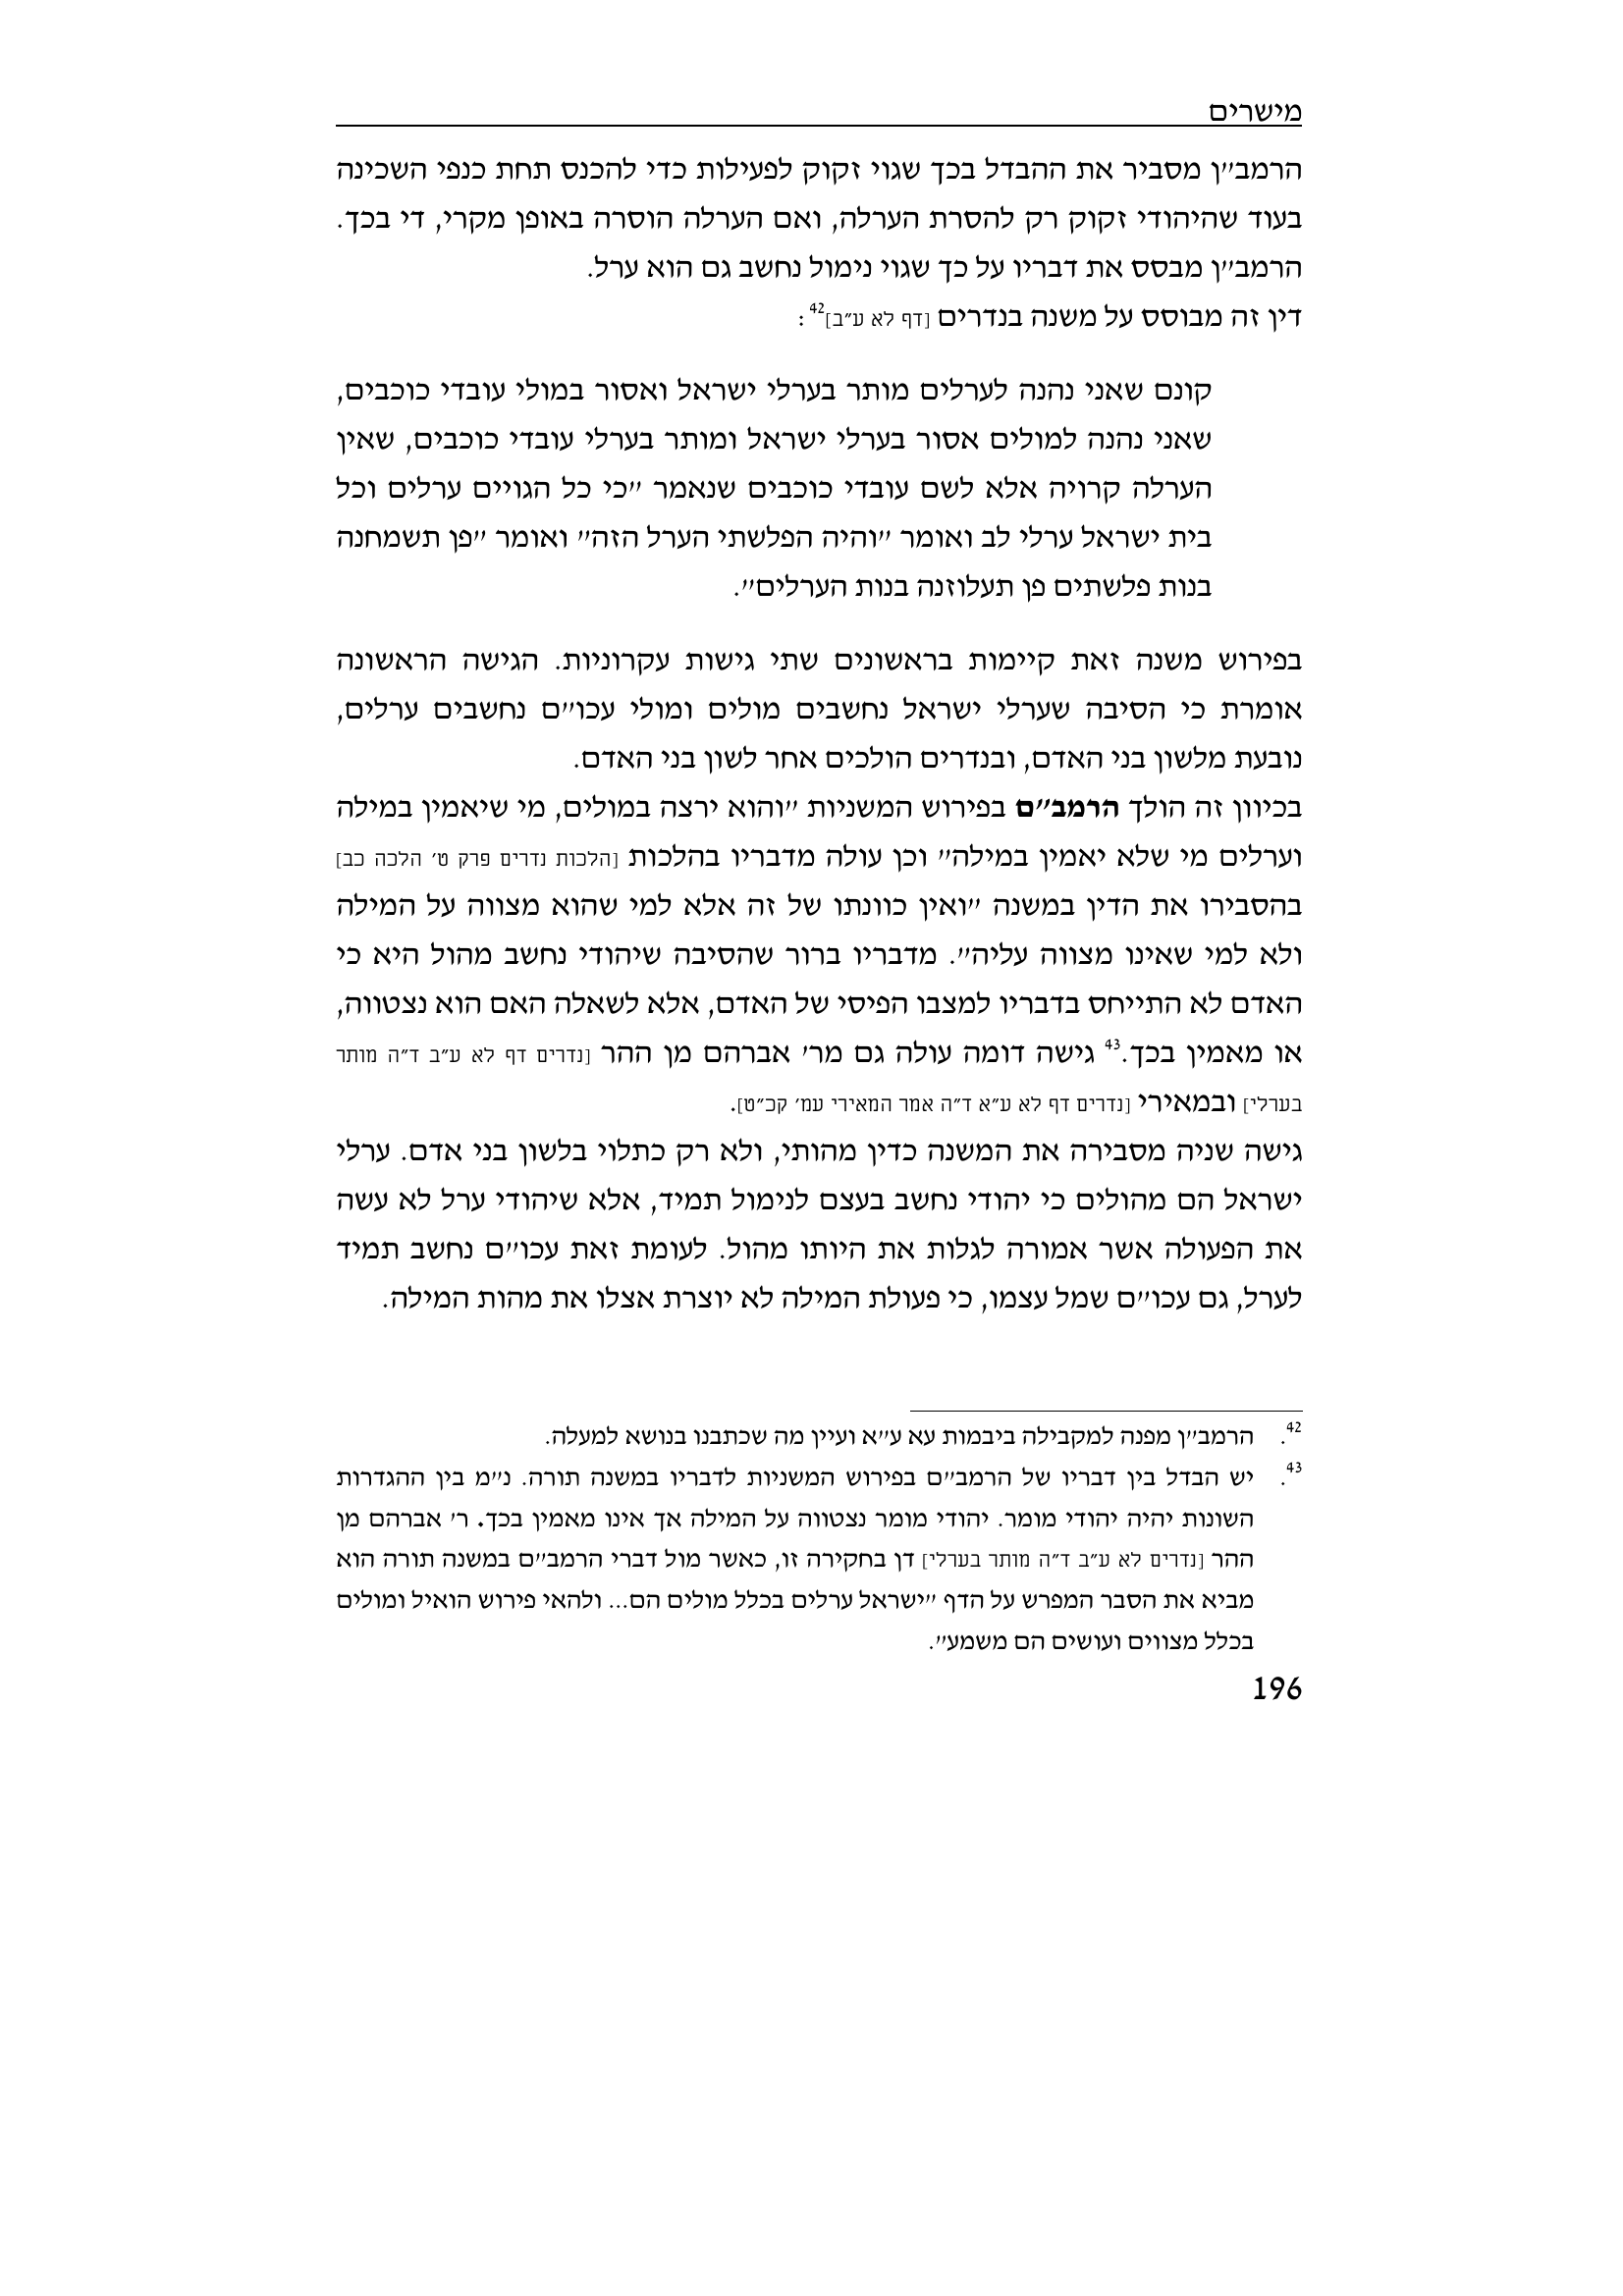 מישרים
הרמב״ן מסביר את ההבדל בכך שגוי זקוק לפעילות כדי להכנס תחת כנפי השכינה
בעוד שהיהודי זקוק רק להסרת הערלה, ואם הערלה הוסרה באופן מקרי, די בכך.
הרמב״ן מבסס את דבריו על כך שגוי נימול נחשב גם הוא ערל.
דין זה מבוסס על משנה בנדרים [דף לא ע״ב]42:
קונם שאני נהנה לערלים מותר בערלי ישראל ואסור במולי עובדי כוכבים,
שאני נהנה למולים אסור בערלי ישראל ומותר בערלי עובדי כוכבים, שאין
הערלה קרויה אלא לשם עובדי כוכבים שנאמר ״כי כל הגויים ערלים וכל
בית ישראל ערלי לב ואומר ״והיה הפלשתי הערל הזה״ ואומר ״פן תשמחנה
בנות פלשתים פן תעלוזנה בנות הערלים״.
בפירוש משנה זאת קיימות בראשונים שתי גישות עקרוניות. הגישה הראשונה
אומרת כי הסיבה שערלי ישראל נחשבים מולים ומולי עכו״ם נחשבים ערלים,
נובעת מלשון בני האדם, ובנדרים הולכים אחר לשון בני האדם.
בכיוון זה הולך הרמב״ם בפירוש המשניות ״והוא ירצה במולים, מי שיאמין במילה
וערלים מי שלא יאמין במילה״ וכן עולה מדבריו בהלכות [הלכות נדרים פרק ט׳ הלכה כב]
בהסבירו את הדין במשנה ״ואין כוונתו של זה אלא למי שהוא מצווה על המילה
ולא למי שאינו מצווה עליה״. מדבריו ברור שהסיבה שיהודי נחשב מהול היא כי
האדם לא התייחס בדבריו למצבו הפיסי של האדם, אלא לשאלה האם הוא נצטווה,
או מאמין בכך.43 גישה דומה עולה גם מר׳ אברהם מן ההר [נדרים דף לא ע״ב ד״ה מותר
בערלי] ובמאירי [נדרים דף לא ע״א ד״ה אמר המאירי עמ׳ קכ״ט].
גישה שניה מסבירה את המשנה כדין מהותי, ולא רק כתלוי בלשון בני אדם. ערלי
ישראל הם מהולים כי יהודי נחשב בעצם לנימול תמיד, אלא שיהודי ערל לא עשה
את הפעולה אשר אמורה לגלות את היותו מהול. לעומת זאת עכו״ם נחשב תמיד
לערל, גם עכו״ם שמל עצמו, כי פעולת המילה לא יוצרת אצלו את מהות המילה.
42. הרמב״ן מפנה למקבילה ביבמות עא ע״א ועיין מה שכתבנו בנושא למעלה.
43. יש הבדל בין דבריו של הרמב״ם בפירוש המשניות לדבריו במשנה תורה. נ״מ בין ההגדרות
השונות יהיה יהודי מומר. יהודי מומר נצטווה על המילה אך אינו מאמין בכך. ר׳ אברהם מן
ההר [נדרים לא ע״ב ד״ה מותר בערלי] דן בחקירה זו, כאשר מול דברי הרמב״ם במשנה תורה הוא
מביא את הסבר המפרש על הדף ״ישראל ערלים בכלל מולים הם... ולהאי פירוש הואיל ומולים
בכלל מצווים ועושים הם משמע״.
196